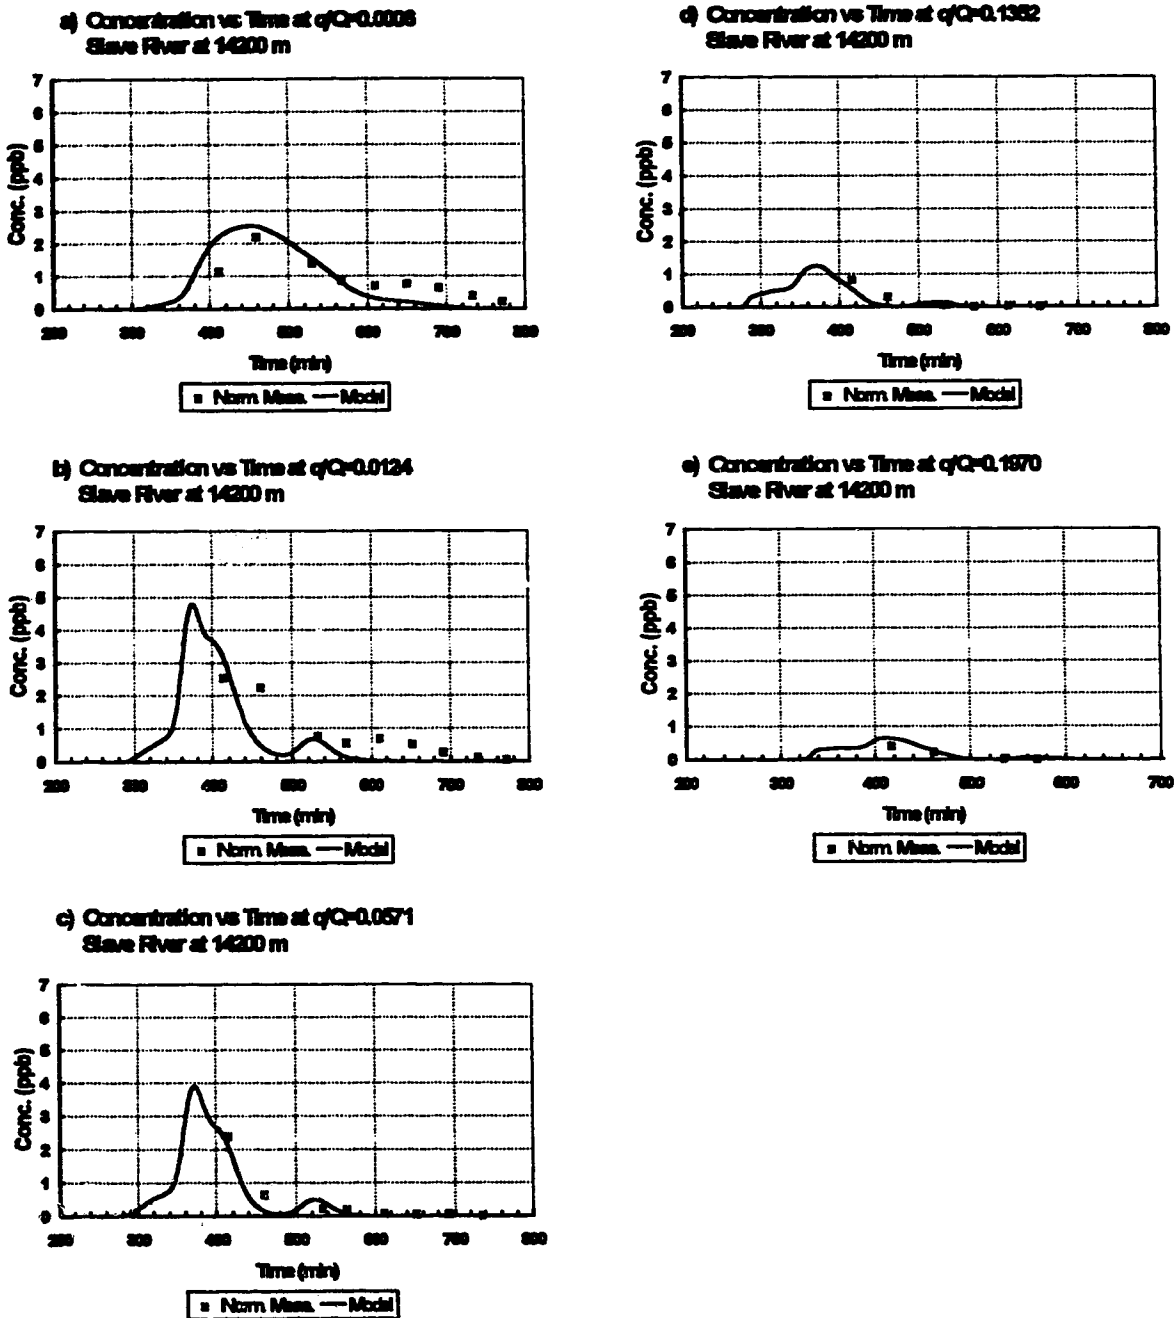 a) Concentration vs Time at q/Q=0.0006
Slave River at 14200 m
7
6
5
4
3
2
1
0
Conc. (ppb)
200 300 400 500 600 700 800
Time (min)
Norm. Meas. Model
b) Concentration vs Time at q/Q=0.0124
Slave River at 14200 m
7
6
5
4
3
2
1
0
Conc. (ppb)
200 300 400 500 600 700 800
Time (min)
Norm. Meas. Model
c) Concentration vs Time at q/Q=0.0571
Slave River at 14200 m
7
6
5
4
3
2
1
0
Conc. (ppb)
200 300 400 500 600 700 800
Time (min)
Norm. Meas. Model
d) Concentration vs Time at q/Q=0.1352
Slave River at 14200 m
7
6
5
4
3
2
1
0
Conc. (ppb)
200 300 400 500 600 700 800
Time (min)
Norm. Meas. Model
e) Concentration vs Time at q/Q=0.1970
Slave River at 14200 m
7
6
5
4
3
2
1
0
Conc. (ppb)
200 300 400 500 600 700
Time (min)
Norm. Meas. Model